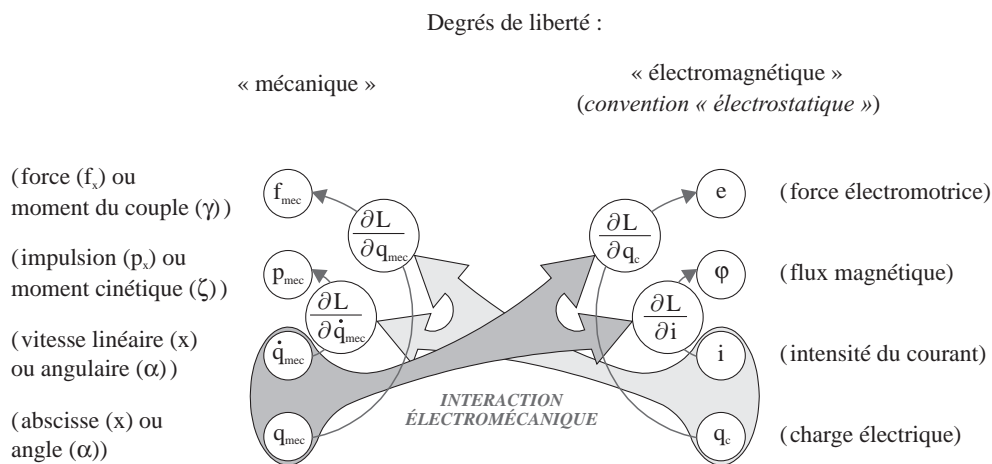 Degrés de liberté :
« mécanique »
« électromagnétique »
(convention « électrostatique »)
(force (fx) ou
moment du couple (γ))
fmec
e
(force électromotrice)
∂L
∂qmec
∂L
∂qc
(impulsion (px) ou
moment cinétique (ζ))
pmec
φ
(flux magnétique)
∂L
∂q̇mec
∂L
∂i
(vitesse linéaire (x)
ou angulaire (α))
q̇mec
i
(intensité du courant)
INTERACTION
ÉLECTROMÉCANIQUE
(abscisse (x) ou
angle (α))
qmec
qc
(charge électrique)